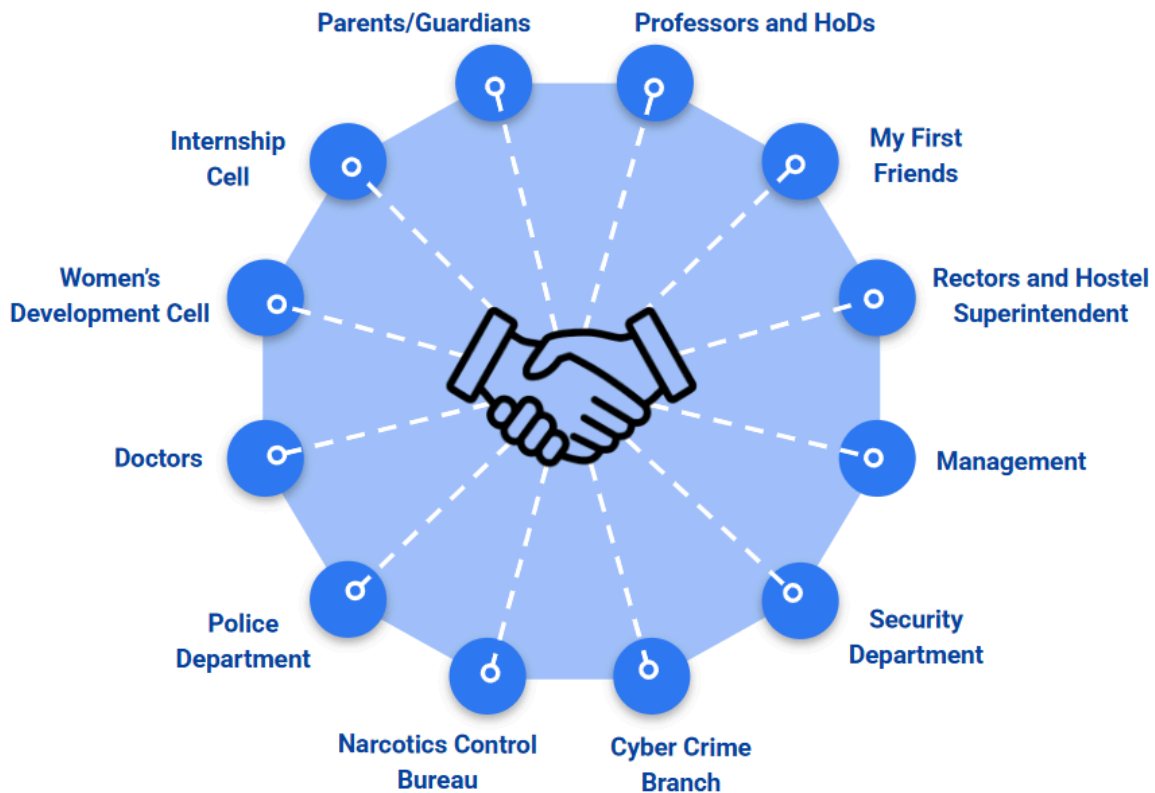 Parents/Guardians
Professors and HoDs
My First
Friends
Rectors and Hostel
Superintendent
Management
Security
Department
Cyber Crime
Branch
Narcotics Control
Bureau
Police
Department
Doctors
Women's
Development Cell
Internship
Cell